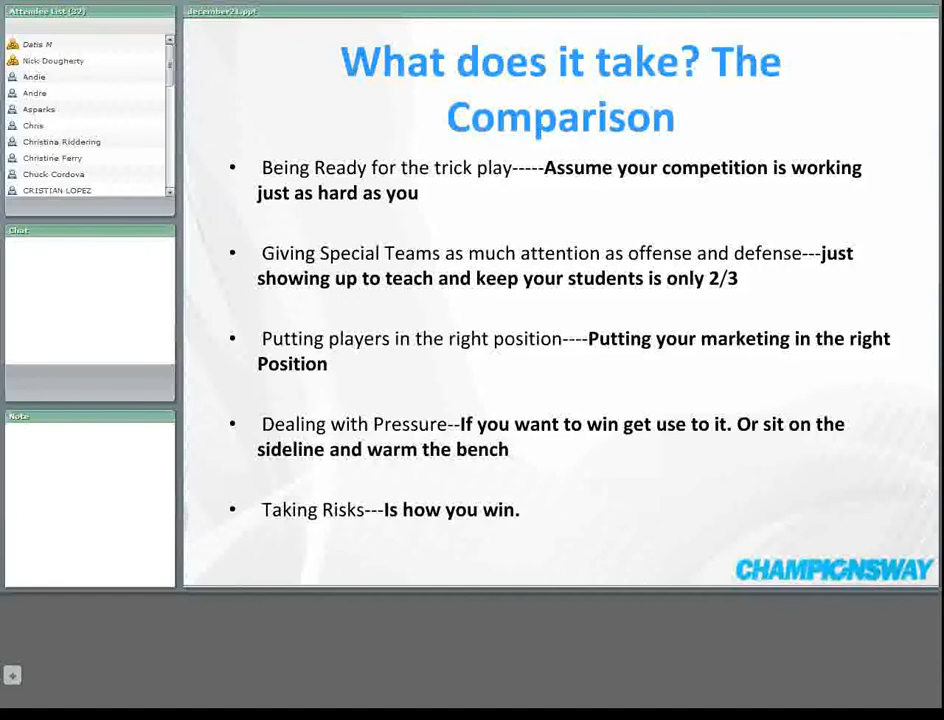 Attendee List (32)
Datis M
Nick Dougherty
Andie
Andre
Asparks
Chris
Christina Riddering
Christine Ferry
Chuck Cordova
CRISTIAN LOPEZ
Chat
Note
december21.ppt
What does it take? The
Comparison
• Being Ready for the trick play-----Assume your competition is working
just as hard as you
• Giving Special Teams as much attention as offense and defense---just
showing up to teach and keep your students is only 2/3
• Putting players in the right position----Putting your marketing in the right
Position
• Dealing with Pressure--If you want to win get use to it. Or sit on the
sideline and warm the bench
• Taking Risks---Is how you win.
CHAMPIONSWAY